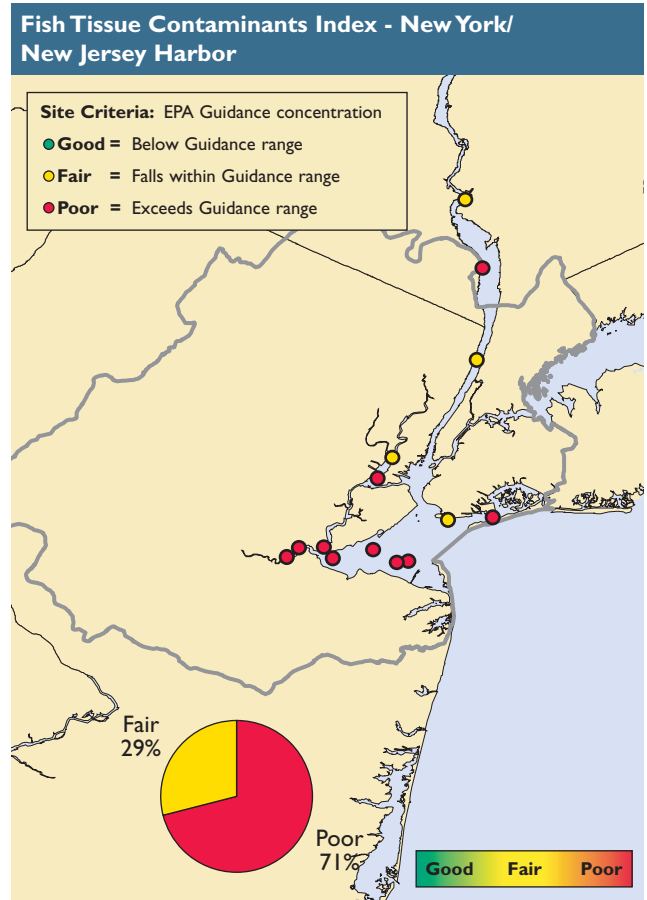 Fish Tissue Contaminants Index - New York/
New Jersey Harbor
Site Criteria: EPA Guidance concentration
Good = Below Guidance range
Fair = Falls within Guidance range
Poor = Exceeds Guidance range
Fair
29%
Poor
71%
Good Fair Poor